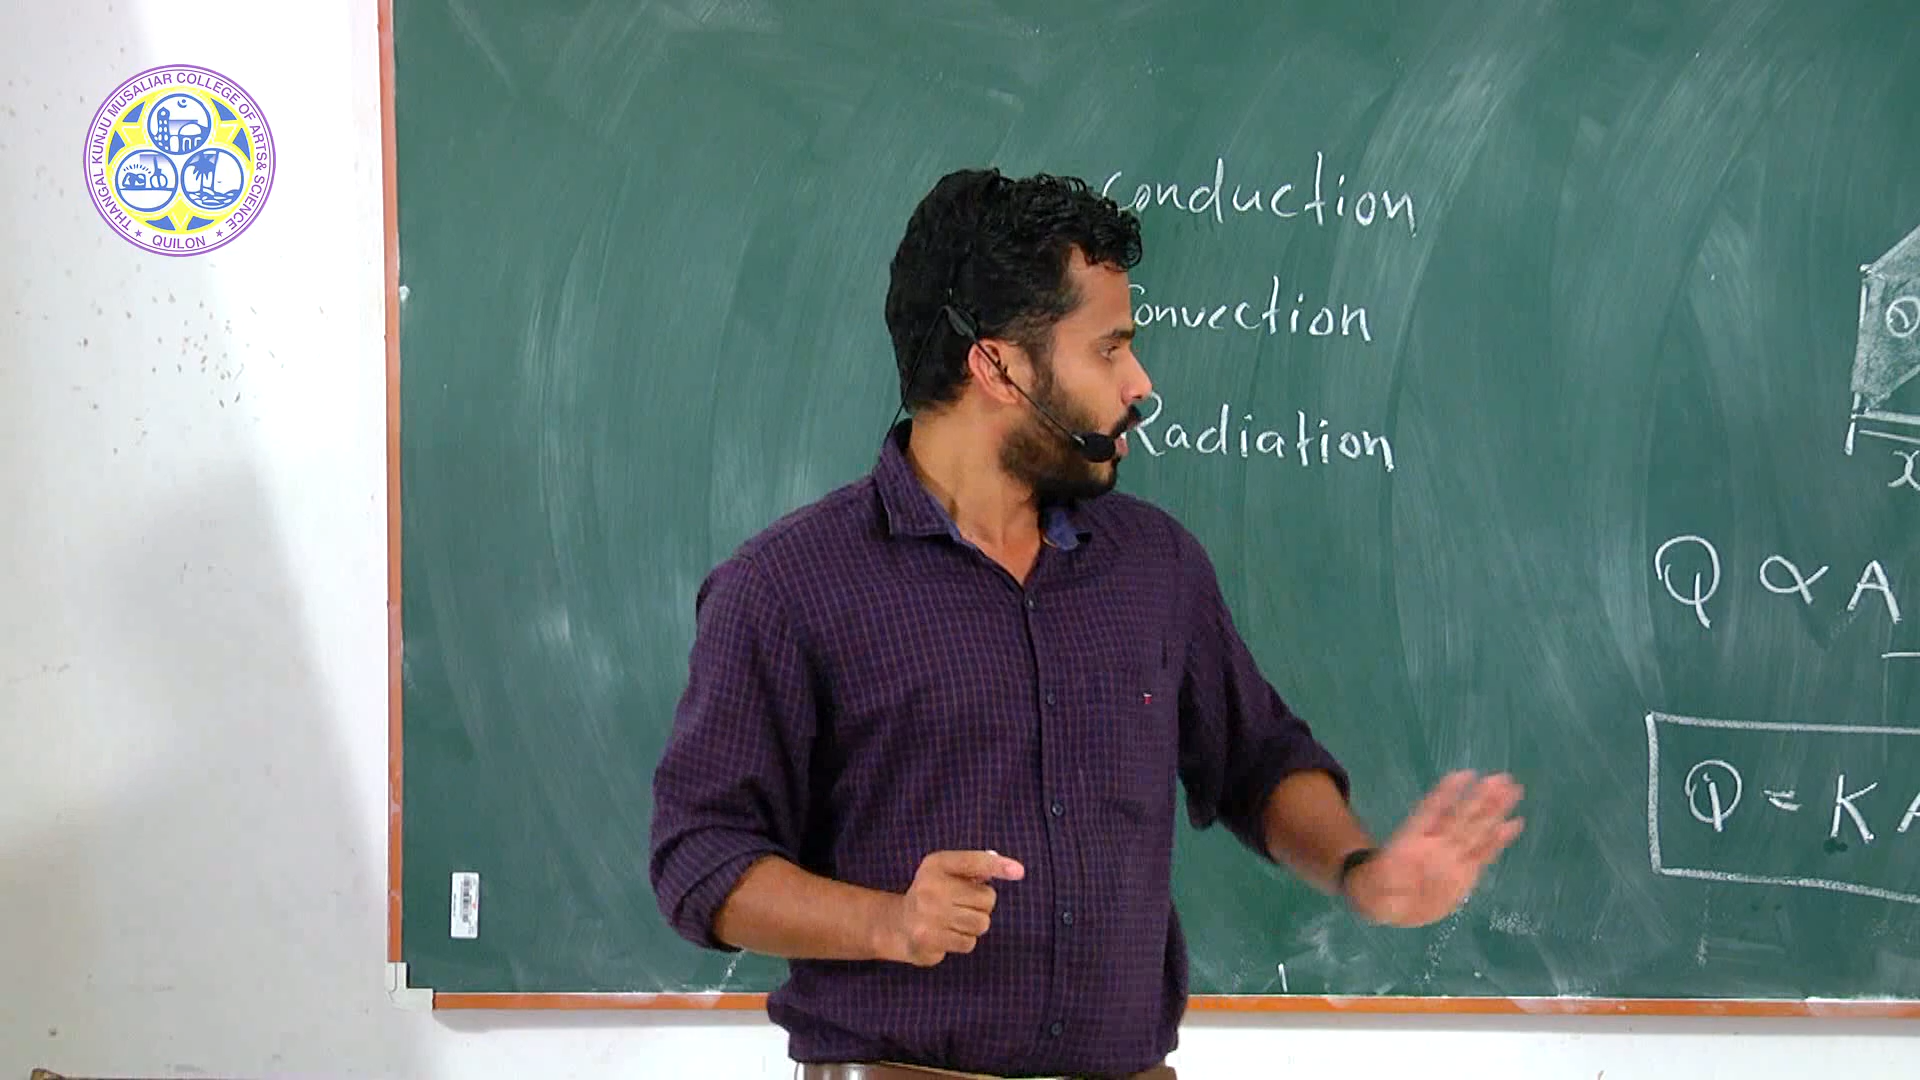 THANGAL KUNJU MUSALIAR COLLEGE OF ARTS & SCIENCE
★ QUILON ★
Conduction
Convection
Radiation
x
Q ∝ A
Q = K A